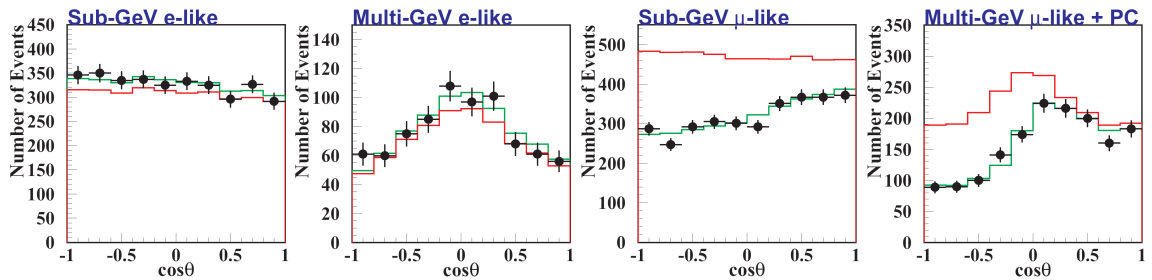 Sub-GeV e-like
Number of Events
450
400
350
300
250
200
150
100
50
0
-1 -0.5 0 0.5 1
cosθ
Multi-GeV e-like
Number of Events
140
120
100
80
60
40
20
0
-1 -0.5 0 0.5 1
cosθ
Sub-GeV μ-like
Number of Events
500
400
300
200
100
0
-1 -0.5 0 0.5 1
cosθ
Multi-GeV μ-like + PC
Number of Events
350
300
250
200
150
100
50
0
-1 -0.5 0 0.5 1
cosθ